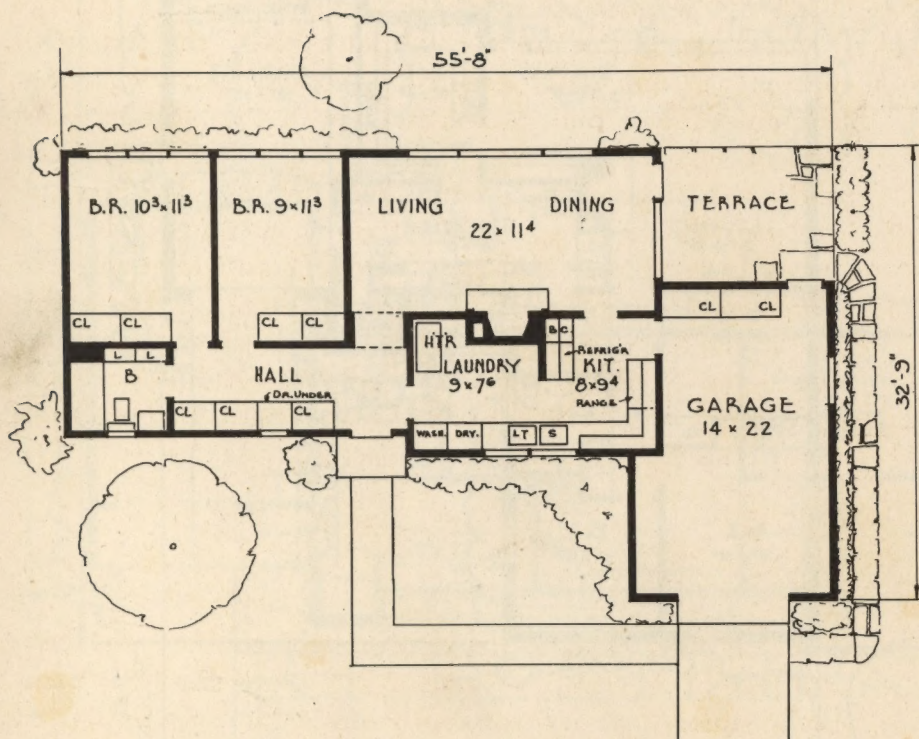 55'-8"
B.R. 10³ x 11³
B.R. 9 x 11³
LIVING
DINING
22 x 11⁴
TERRACE
CL
CL
CL
CL
CL
CL
HTR
B
C
REFRIG'R
L
L
B
HALL
LAUNDRY
9 x 7⁶
KIT.
8 x 9⁴
RANGE
DR. UNDER
CL
CL
CL
WASH.
DRY.
LT
S
GARAGE
14 x 22
32'-9"